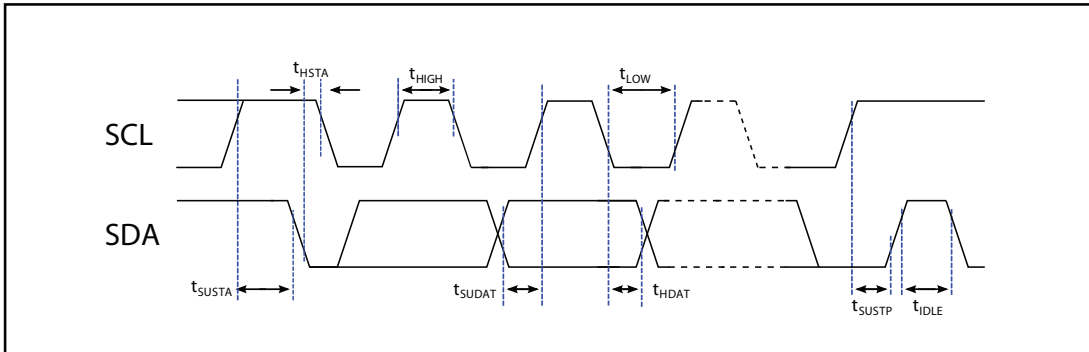 tHSTA
tHIGH
tLOW
SCL
SDA
tSUSTA
tSUDAT
tHDAT
tSUSTP
tIDLE